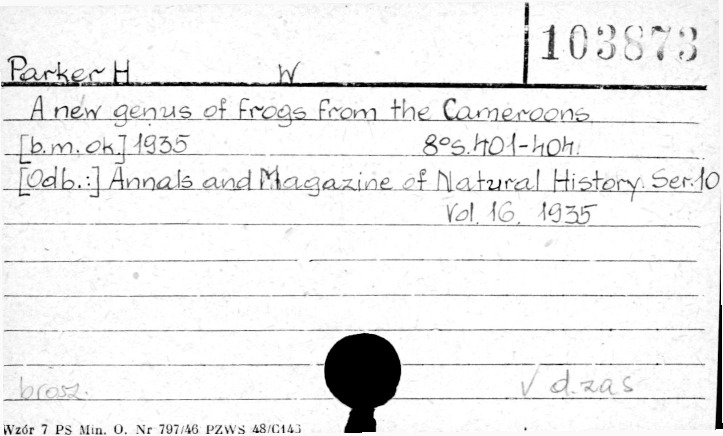 103873
Parker H W
A new genus of frogs from the Cameroons.
[b.m. ok.] 1935 8°s. 401-404.
[Odb.:] Annals and Magazine of Natural History. Ser. 10
Vol. 16. 1935
brosz. √ d. zas
Wzór 7 PS Min. O. Nr 797/46 PZWS 48/C143